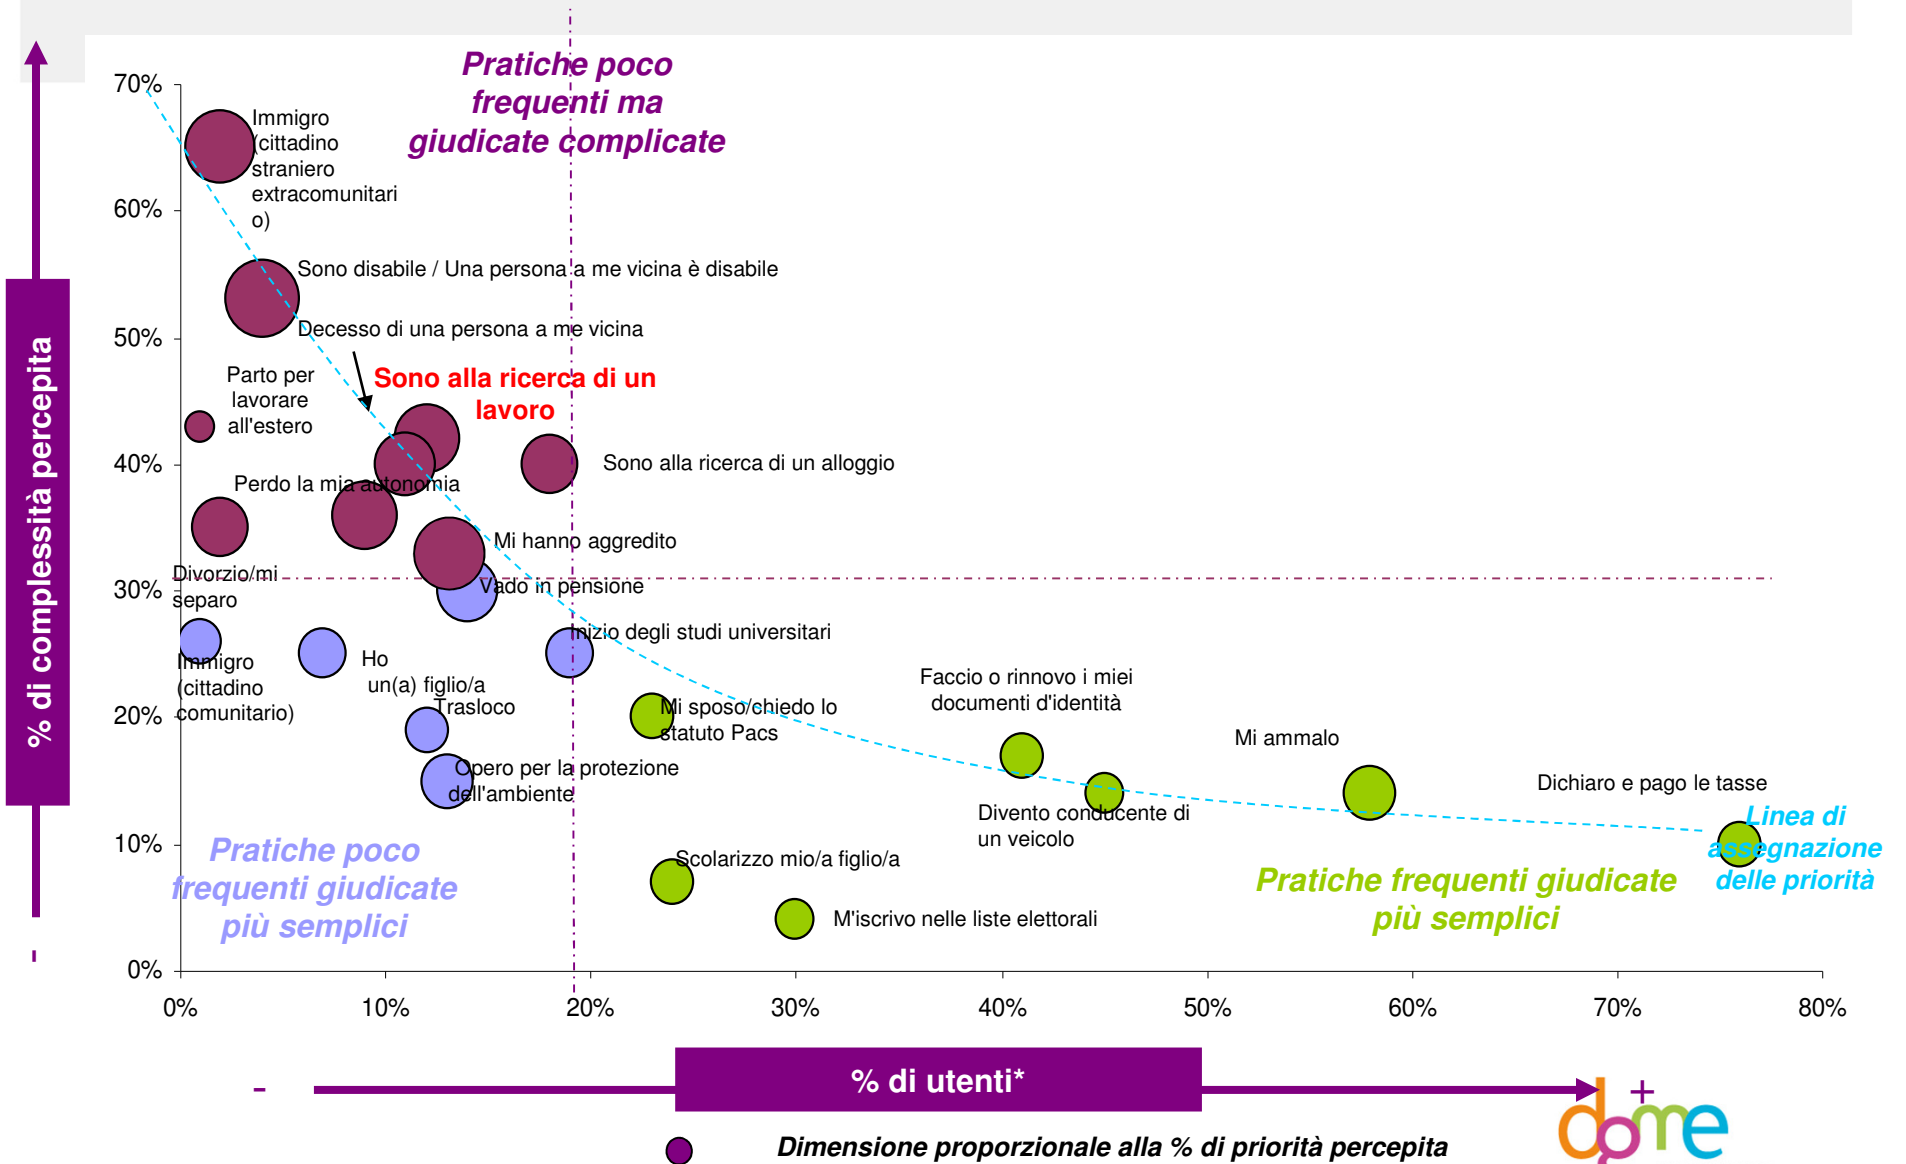 Pratiche poco
frequenti ma
giudicate complicate
70%
60%
50%
40%
30%
20%
10%
0%
% di complessità percepita
-
Immigro
(cittadino
straniero
extracomunitari
o)
Sono disabile / Una persona a me vicina è disabile
Decesso di una persona a me vicina
Parto per
lavorare
all'estero
Sono alla ricerca di un
lavoro
Sono alla ricerca di un alloggio
Perdo la mia autonomia
Mi hanno aggredito
Divorzio/mi
separo
Vado in pensione
Inizio degli studi universitari
Immigro
(cittadino
comunitario)
Ho
un(a) figlio/a
Trasloco
Mi sposo/chiedo lo
statuto Pacs
Faccio o rinnovo i miei
documenti d'identità
Mi ammalo
Opero per la protezione
dell'ambiente
Divento conducente di
un veicolo
Dichiaro e pago le tasse
Linea di
assegnazione
delle priorità
Pratiche poco
frequenti giudicate
più semplici
Scolarizzo mio/a figlio/a
M'iscrivo nelle liste elettorali
Pratiche frequenti giudicate
più semplici
0%
10%
20%
30%
40%
50%
60%
70%
80%
-
% di utenti*
+
dgme
Dimensione proporzionale alla % di priorità percepita